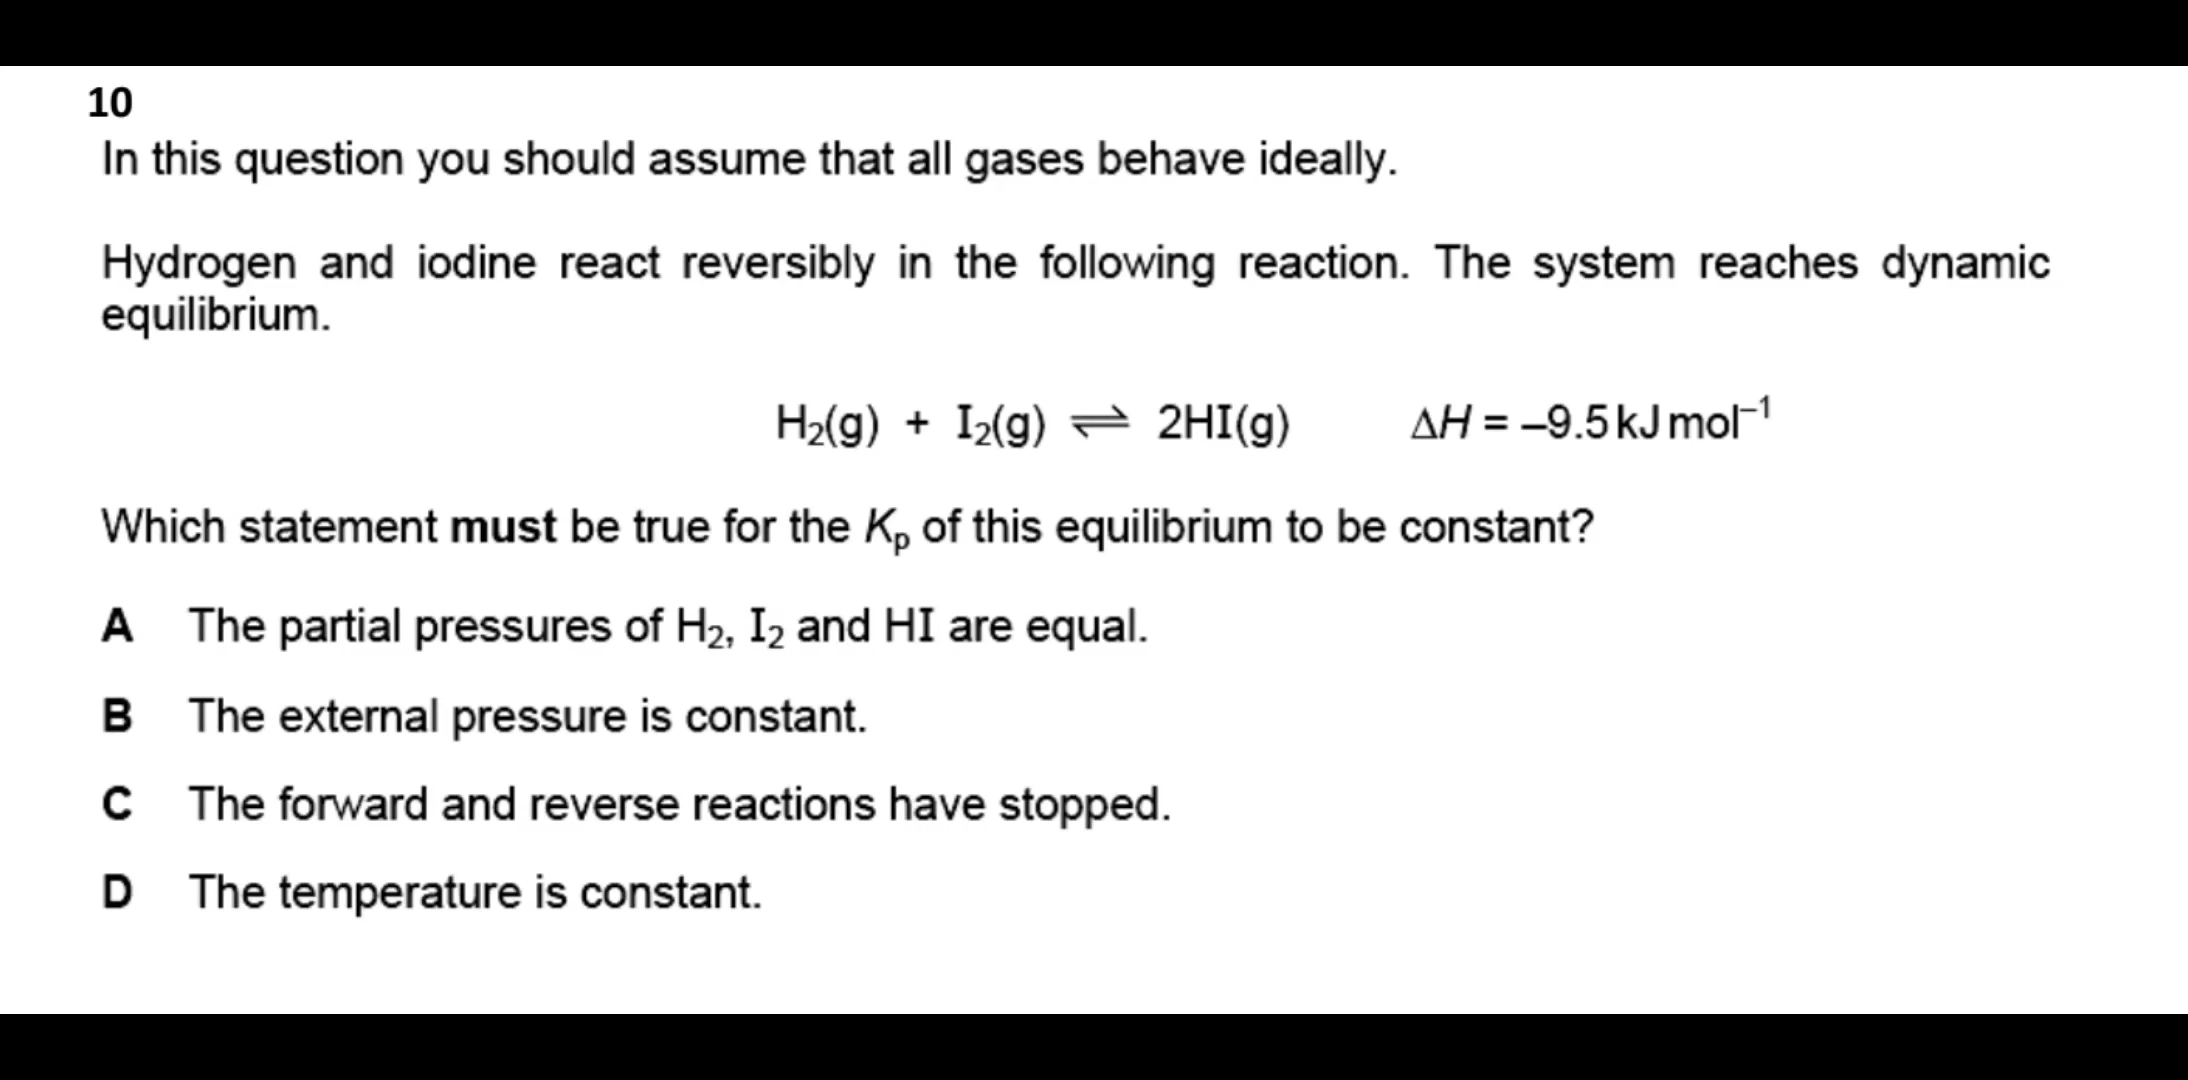 10
In this question you should assume that all gases behave ideally.
Hydrogen and iodine react reversibly in the following reaction. The system reaches dynamic
equilibrium.
H₂(g) + I₂(g) ⇌ 2HI(g) ΔH = –9.5 kJ mol⁻¹
Which statement must be true for the Kₚ of this equilibrium to be constant?
A The partial pressures of H₂, I₂ and HI are equal.
B The external pressure is constant.
C The forward and reverse reactions have stopped.
D The temperature is constant.